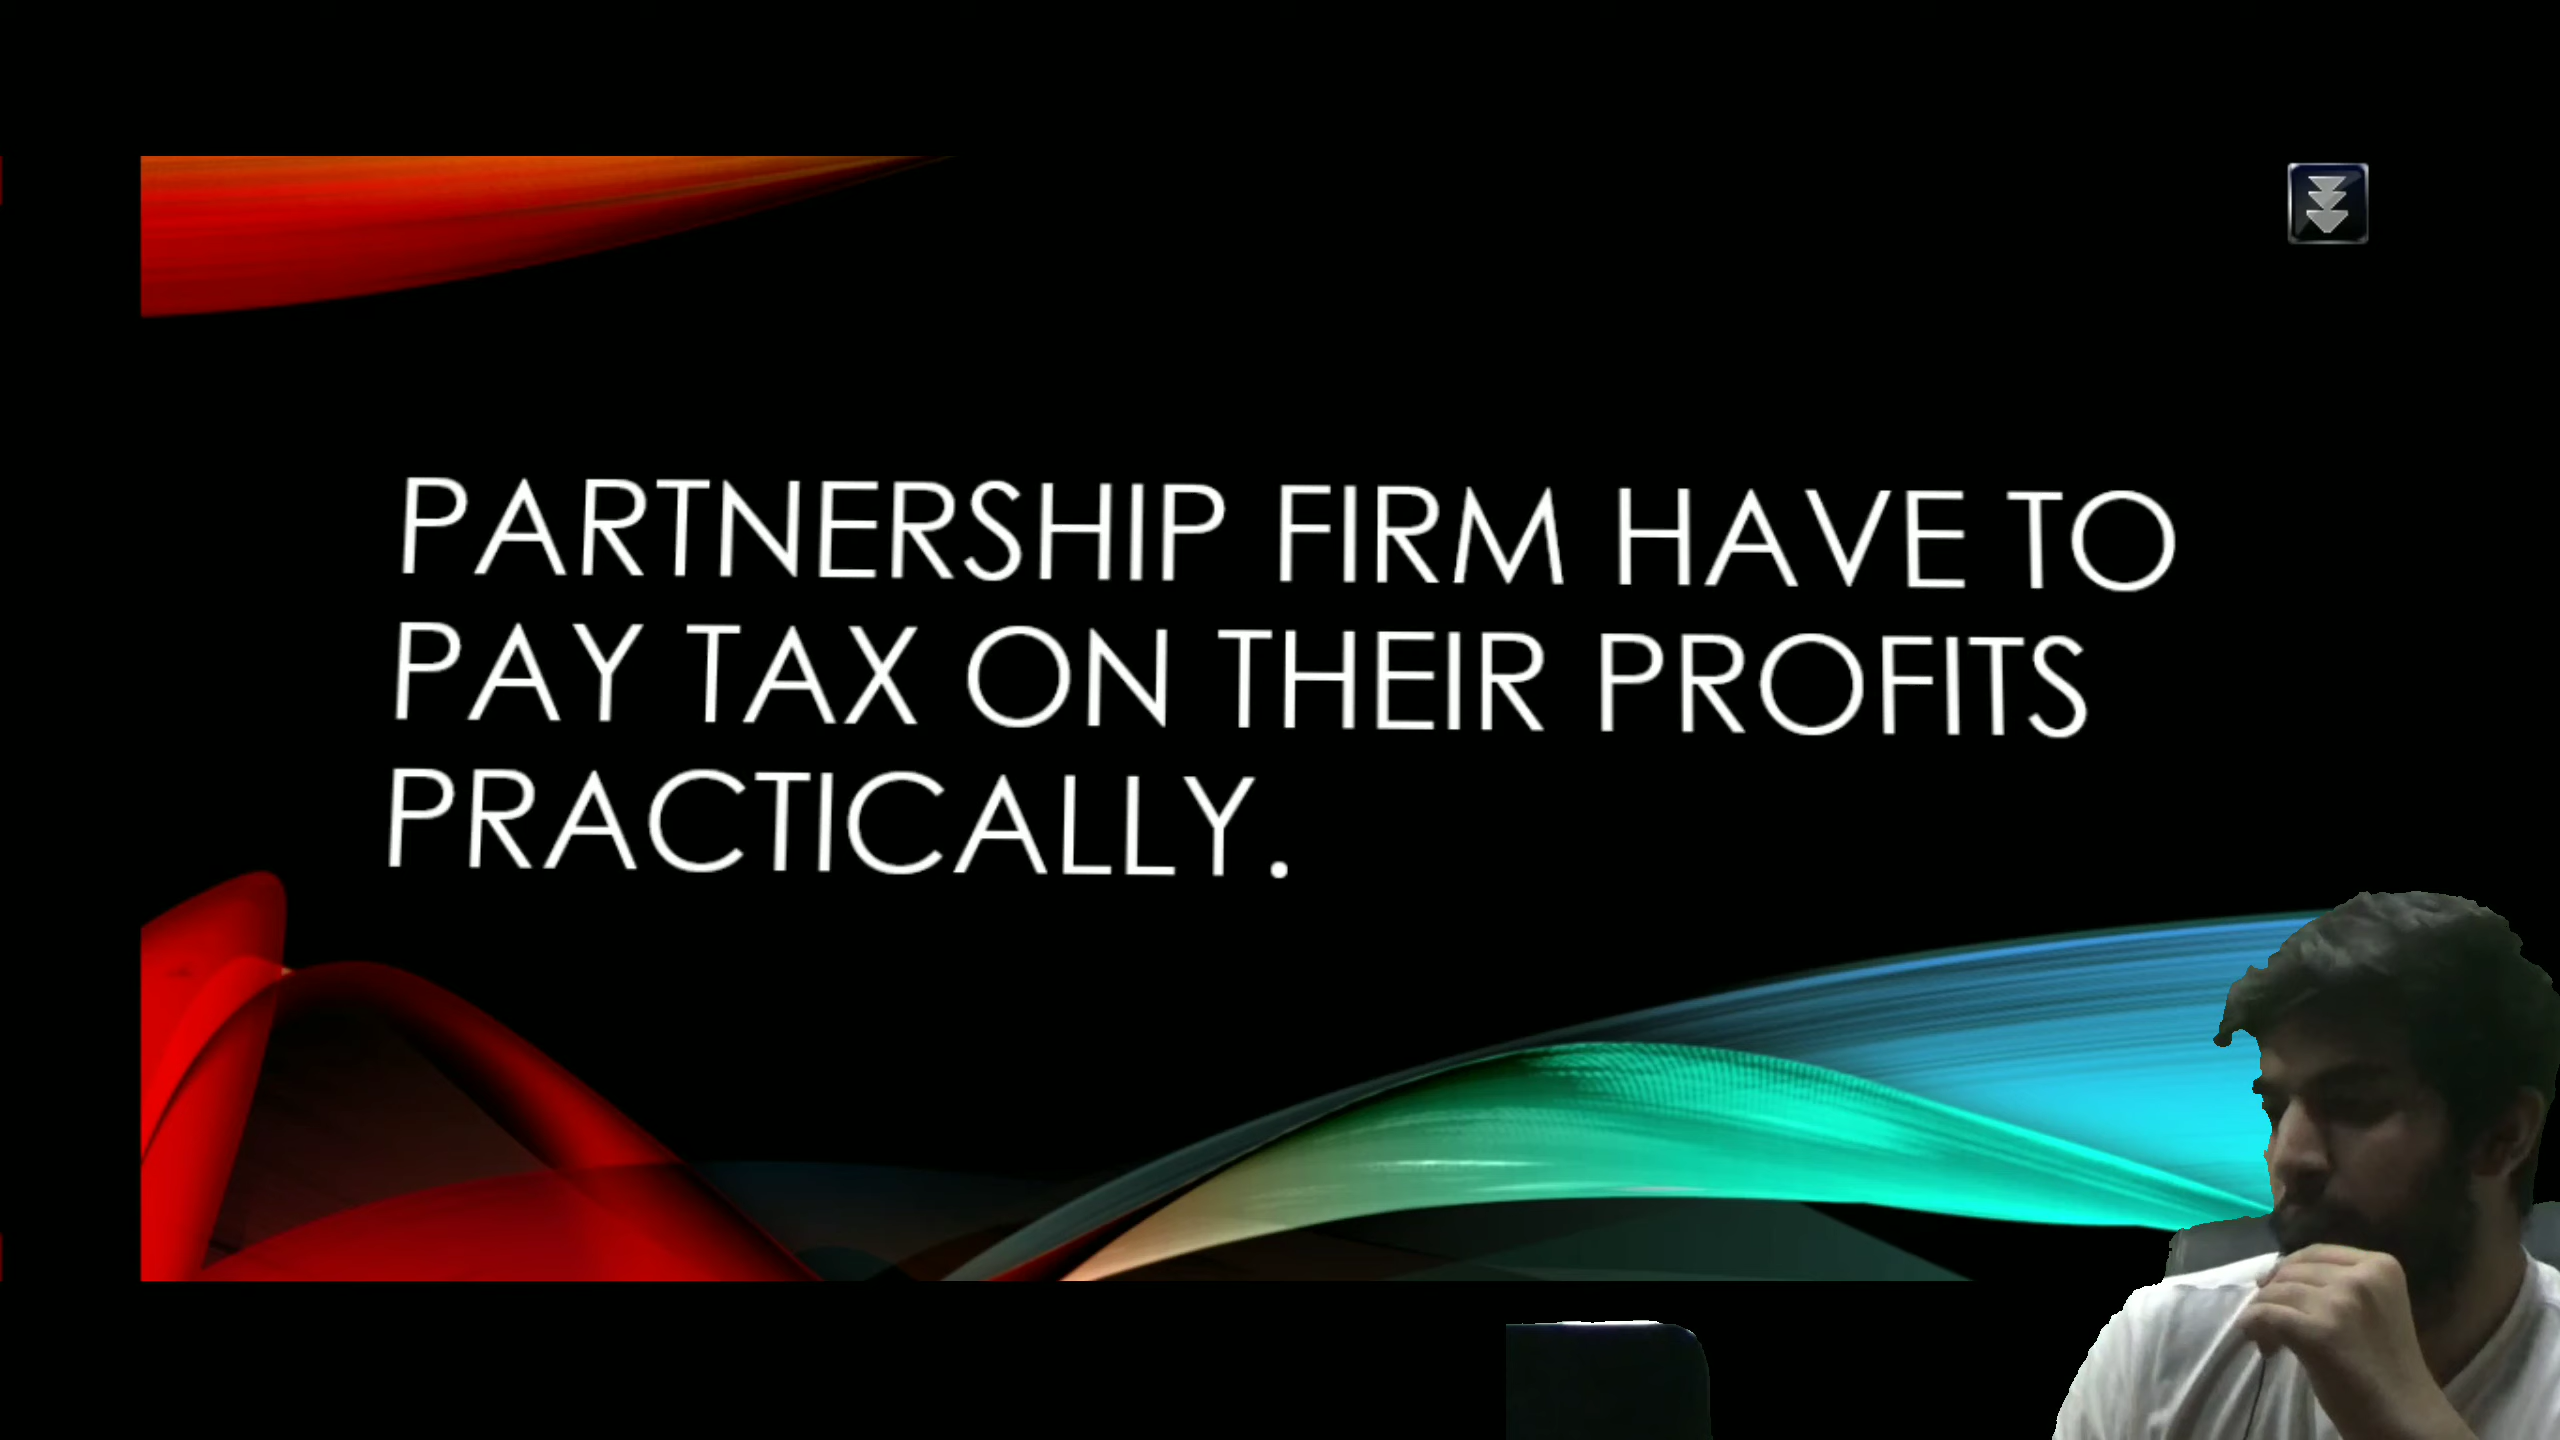 PARTNERSHIP FIRM HAVE TO
PAY TAX ON THEIR PROFITS
PRACTICALLY.